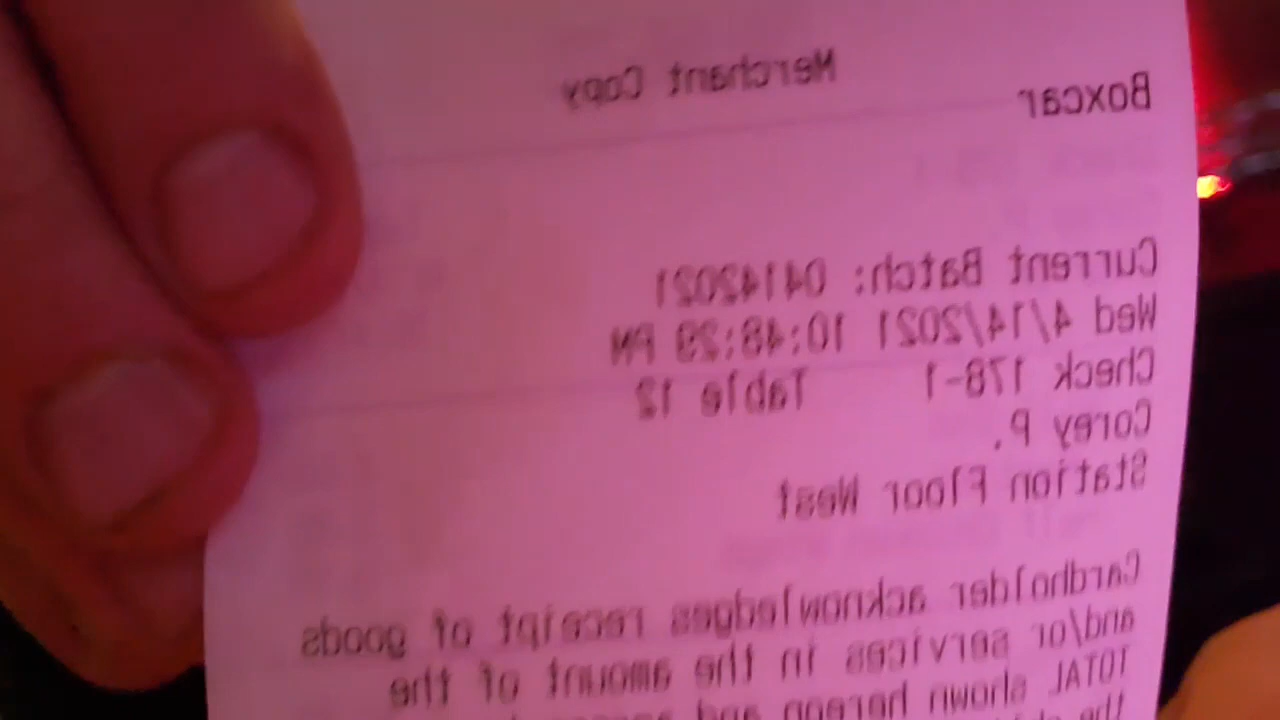 Merchant Copy
Boxcar
Current Batch: 04142021
Wed 4/14/2021 10:48:29 PM
Check 178-1 Table 12
Corey P.
Station Floor West
Cardholder acknowledges receipt of goods
and/or services in the amount of the
TOTAL shown hereon and
the